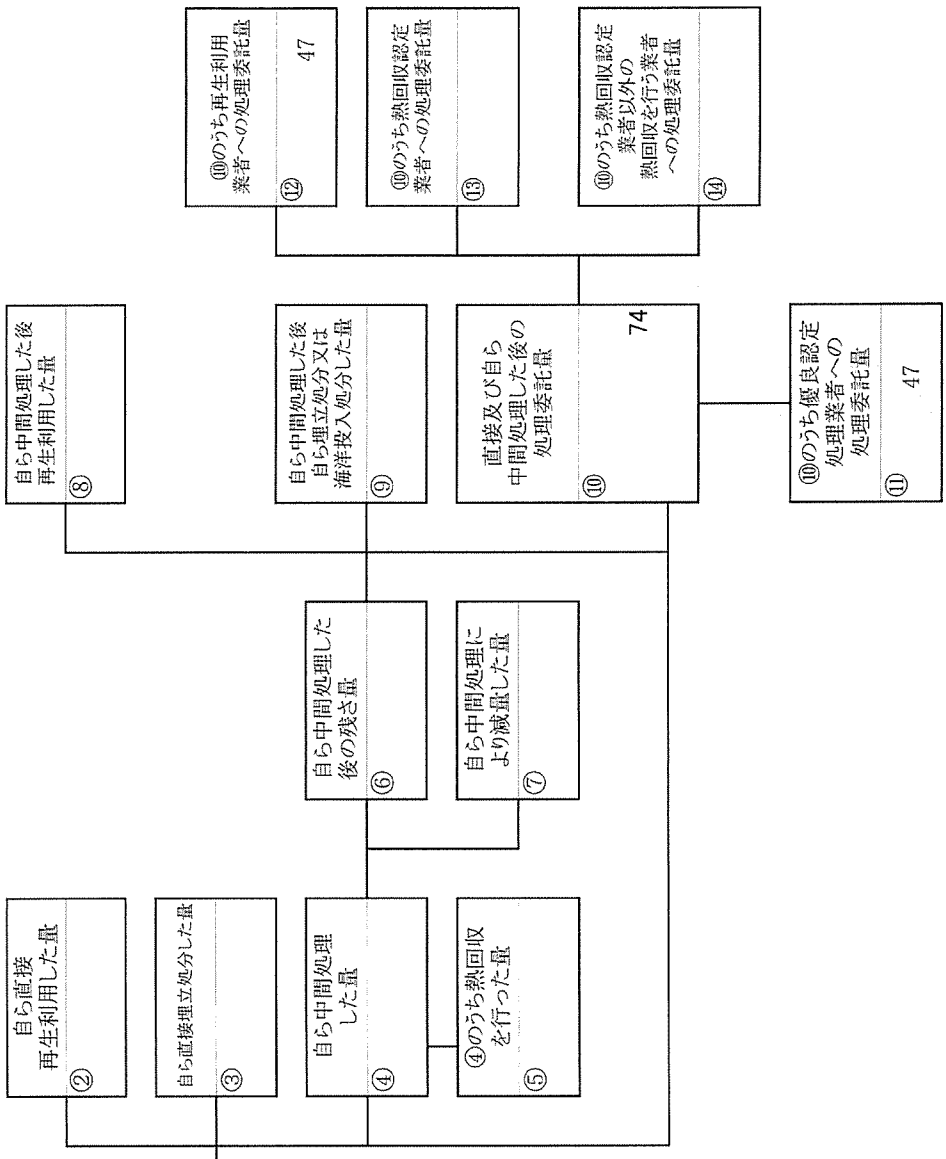 自ら直接
再生利用した量
②
自ら直接埋立処分した量
③
自ら中間処理
した量
④
④のうち熱回収
を行った量
⑤
自ら中間処理した
後の残さ量
⑥
自ら中間処理に
より減量した量
⑦
自ら中間処理した後
再生利用した量
⑧
自ら中間処理した後
自ら埋立処分又は
海洋投入処分した量
⑨
直接及び自ら
中間処理した後の
処理委託量
⑩
74
⑩のうち優良認定
処理業者への
処理委託量
⑪
47
⑩のうち再生利用
業者への処理委託量
⑫
47
⑩のうち熱回収認定
業者への処理委託量
⑬
⑩のうち熱回収認定
業者以外の
熱回収を行う業者
への処理委託量
⑭